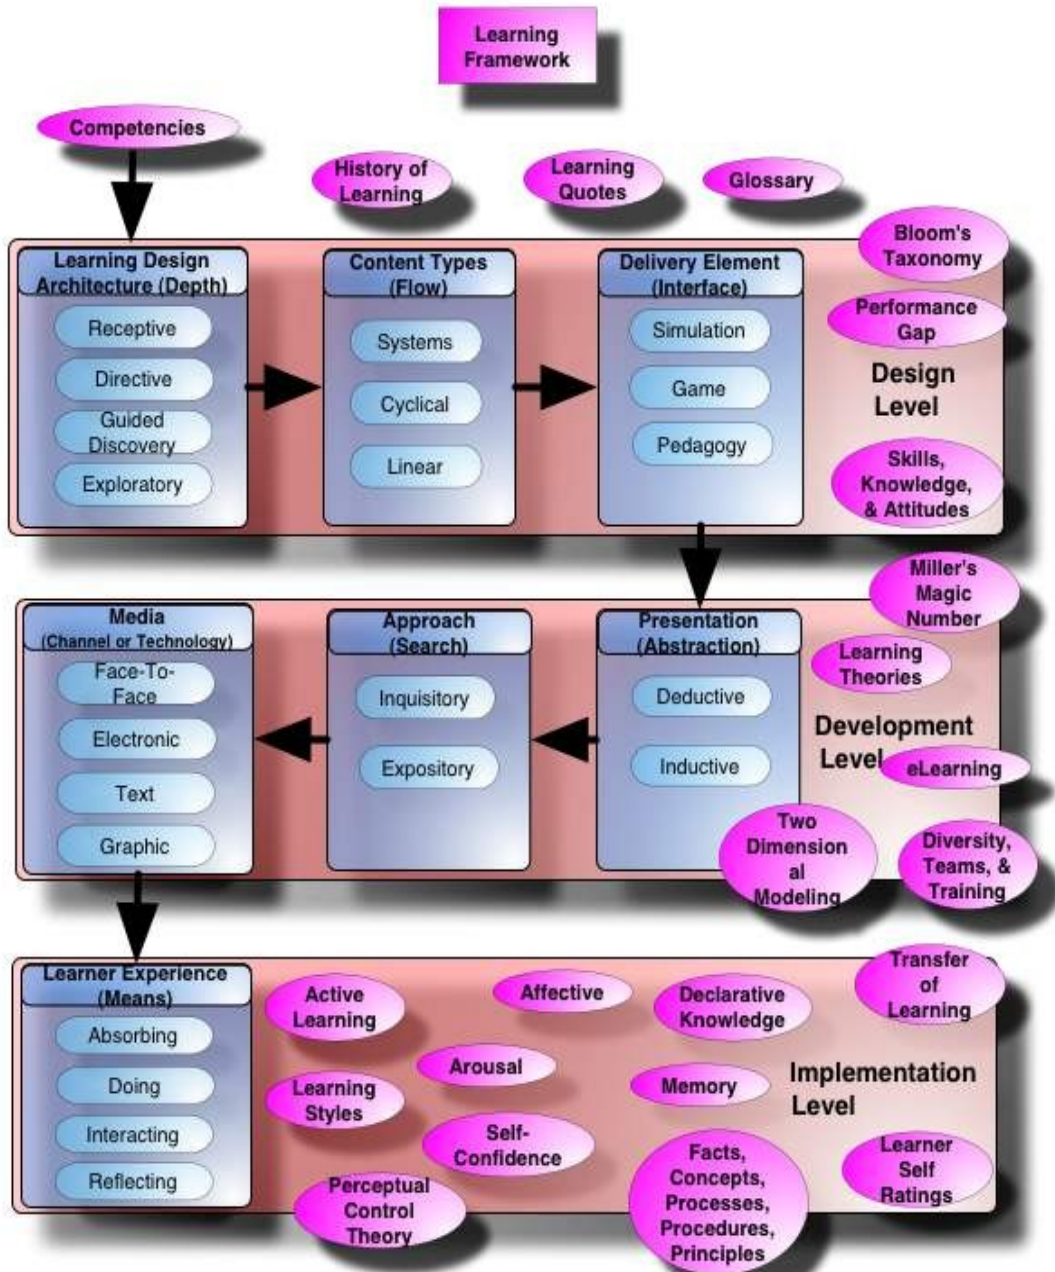 Learning
Framework
Competencies
History of
Learning
Learning
Quotes
Glossary
Bloom's
Taxonomy
Performance
Gap
Design
Level
Skills,
Knowledge,
& Attitudes
Learning Design
Architecture (Depth)
Receptive
Directive
Guided
Discovery
Exploratory
Content Types
(Flow)
Systems
Cyclical
Linear
Delivery Element
(Interface)
Simulation
Game
Pedagogy
Miller's
Magic
Number
Learning
Theories
Development
Level
eLearning
Two
Dimension
al
Modeling
Diversity,
Teams, &
Training
Presentation
(Abstraction)
Deductive
Inductive
Approach
(Search)
Inquisitory
Expository
Media
(Channel or Technology)
Face-To-
Face
Electronic
Text
Graphic
Learner Experience
(Means)
Absorbing
Doing
Interacting
Reflecting
Active
Learning
Affective
Declarative
Knowledge
Transfer
of
Learning
Arousal
Learning
Styles
Memory
Implementation
Level
Self-
Confidence
Perceptual
Control
Theory
Facts,
Concepts,
Processes,
Procedures,
Principles
Learner
Self
Ratings